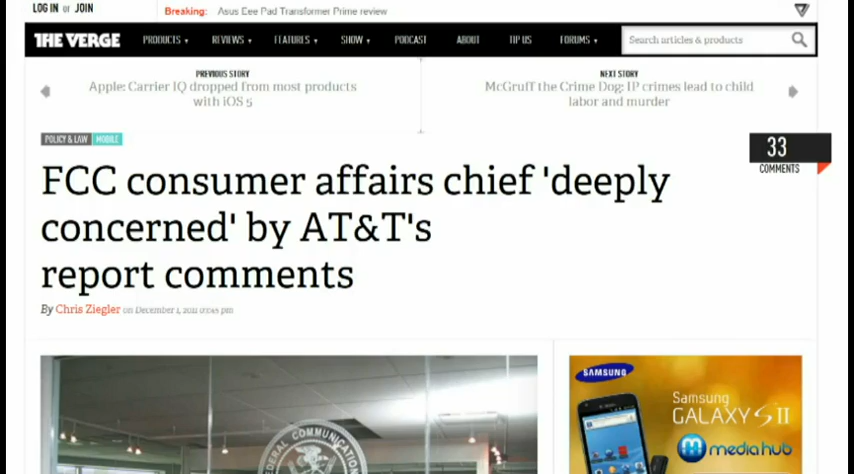 LOG IN or JOIN
Breaking: Asus Eee Pad Transformer Prime review
THE VERGE PRODUCTS REVIEWS FEATURES SHOW PODCAST ABOUT TIP US FORUMS Search articles & products
PREVIOUS STORY
Apple: Carrier IQ dropped from most products
with iOS 5
NEXT STORY
McGruff the Crime Dog: IP crimes lead to child
labor and murder
POLICY & LAW MOBILE
33
COMMENTS
FCC consumer affairs chief 'deeply
concerned' by AT&T's
report comments
By Chris Ziegler on December 1, 2011
FEDERAL COMMUNICATIONS
SAMSUNG
Samsung
GALAXY S II
media hub